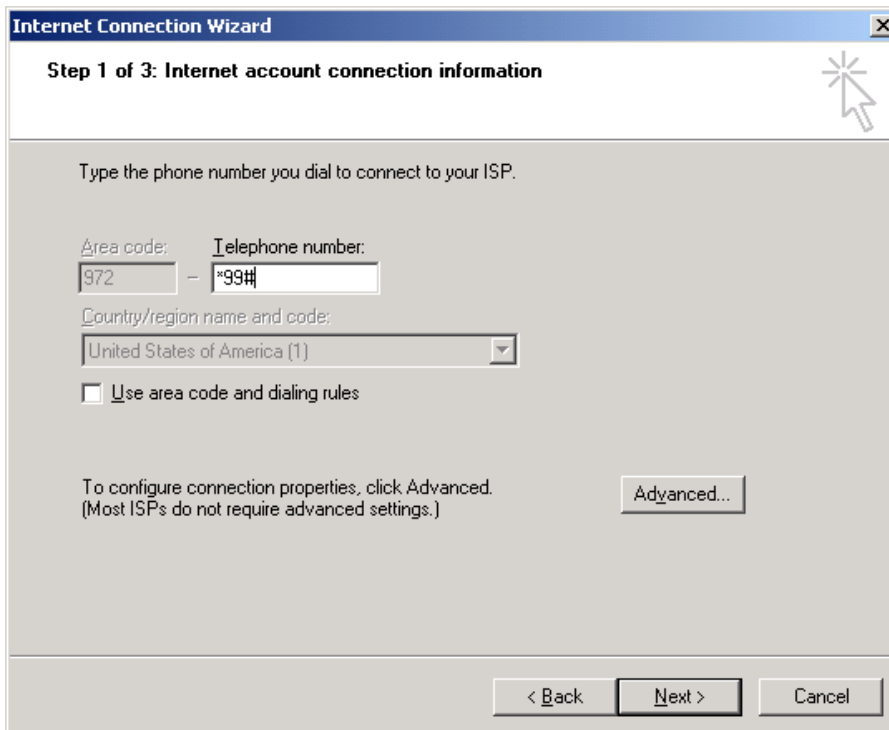 Internet Connection Wizard
Step 1 of 3: Internet account connection information
Type the phone number you dial to connect to your ISP.
Area code: Telephone number:
972 – *99#
Country/region name and code:
United States of America (1)
Use area code and dialing rules
To configure connection properties, click Advanced.
(Most ISPs do not require advanced settings.)
Advanced...
< Back Next > Cancel